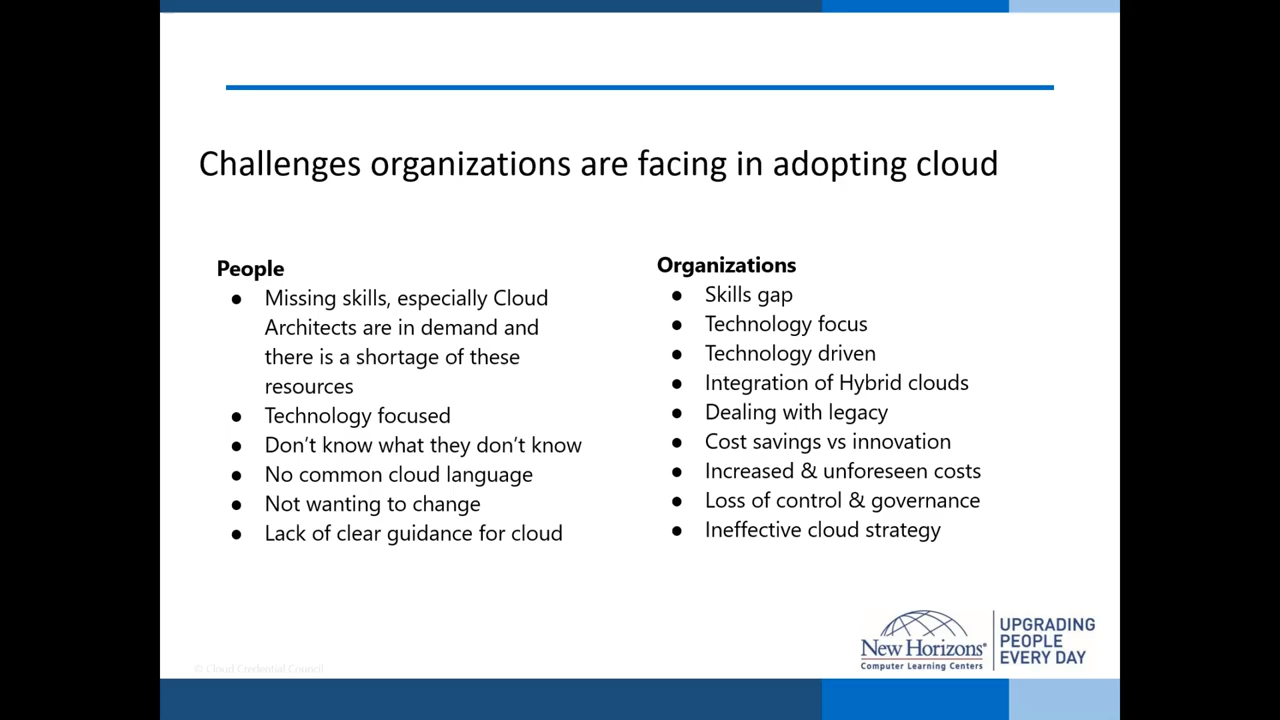 Challenges organizations are facing in adopting cloud
People
● Missing skills, especially Cloud
Architects are in demand and
there is a shortage of these
resources
● Technology focused
● Don't know what they don't know
● No common cloud language
● Not wanting to change
● Lack of clear guidance for cloud
Organizations
● Skills gap
● Technology focus
● Technology driven
● Integration of Hybrid clouds
● Dealing with legacy
● Cost savings vs innovation
● Increased & unforeseen costs
● Loss of control & governance
● Ineffective cloud strategy
© Cloud Credential Council
New Horizons®
Computer Learning Centers
UPGRADING
PEOPLE
EVERY DAY